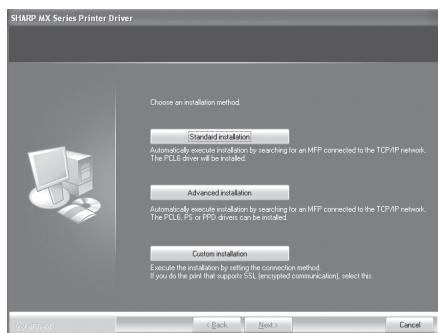 SHARP MX Series Printer Driver
Choose an installation method.
Standard installation
Automatically execute installation by searching for an MFP connected to the TCP/IP network.
The PCL6 driver will be installed.
Advanced installation
Automatically execute installation by searching for an MFP connected to the TCP/IP network.
The PCL6, PS or PPD drivers can be installed.
Custom installation
Execute the installation by setting the connection method.
If you do the print that supports SSL (encrypted communication), select this.
< Back
Next >
Cancel